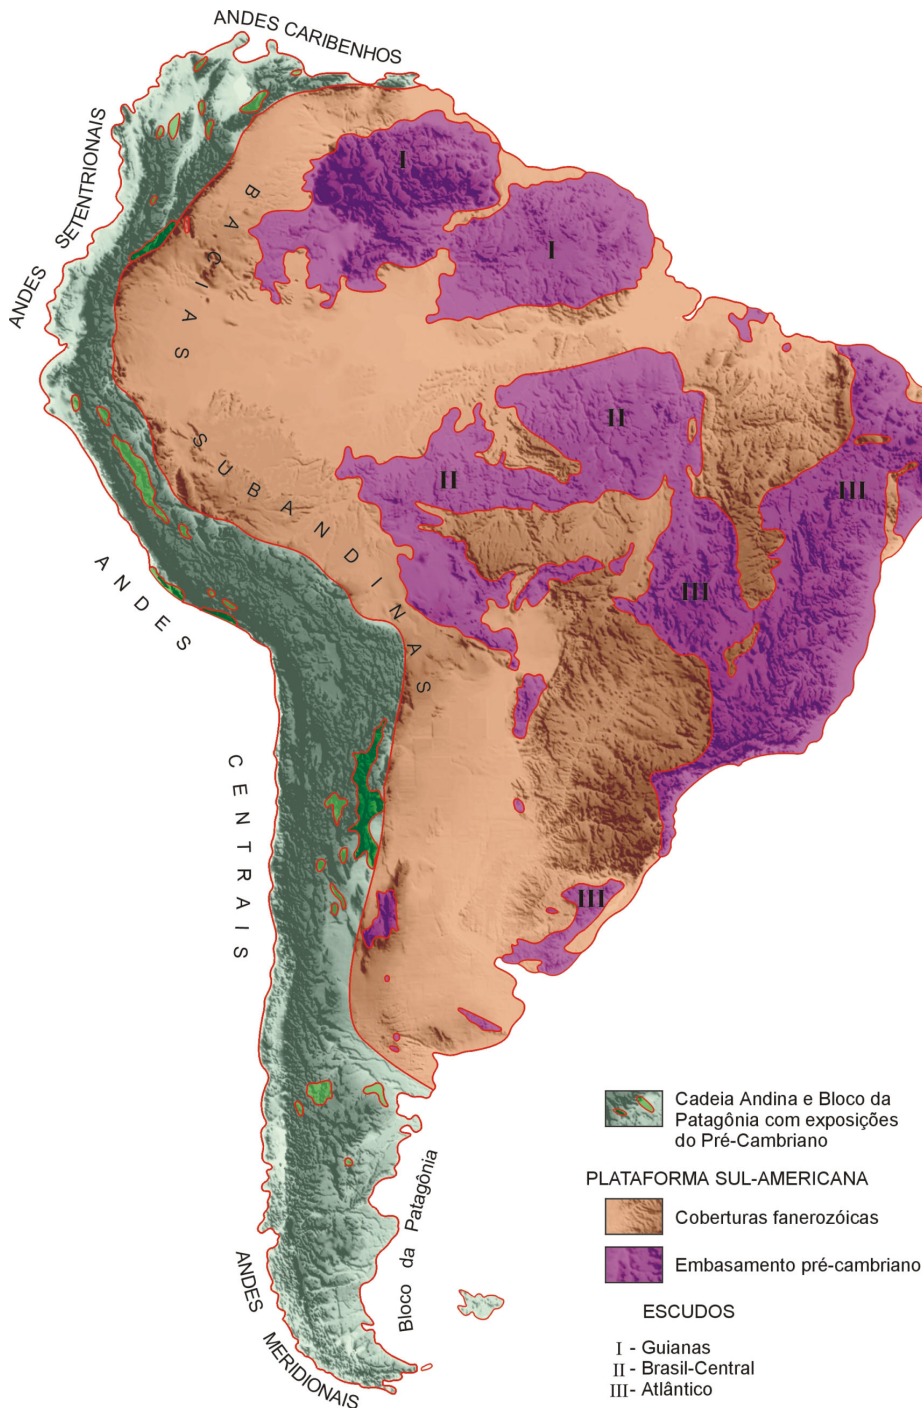 ANDES CARIBENHOS
ANDES SETENTRIONAIS
BACIAS SUBANDINAS
ANDES CENTRAIS
I
I
II
II
III
III
III
Bloco da Patagônia
ANDES MERIDIONAIS
Cadeia Andina e Bloco da
Patagônia com exposições
do Pré-Cambriano
PLATAFORMA SUL-AMERICANA
Coberturas fanerozóicas
Embasamento pré-cambriano
ESCUDOS
I - Guianas
II - Brasil-Central
III- Atlântico